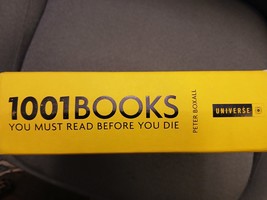 1001BOOKS
YOU MUST READ BEFORE YOU DIE
PETER BOXALL
UNIVERSE